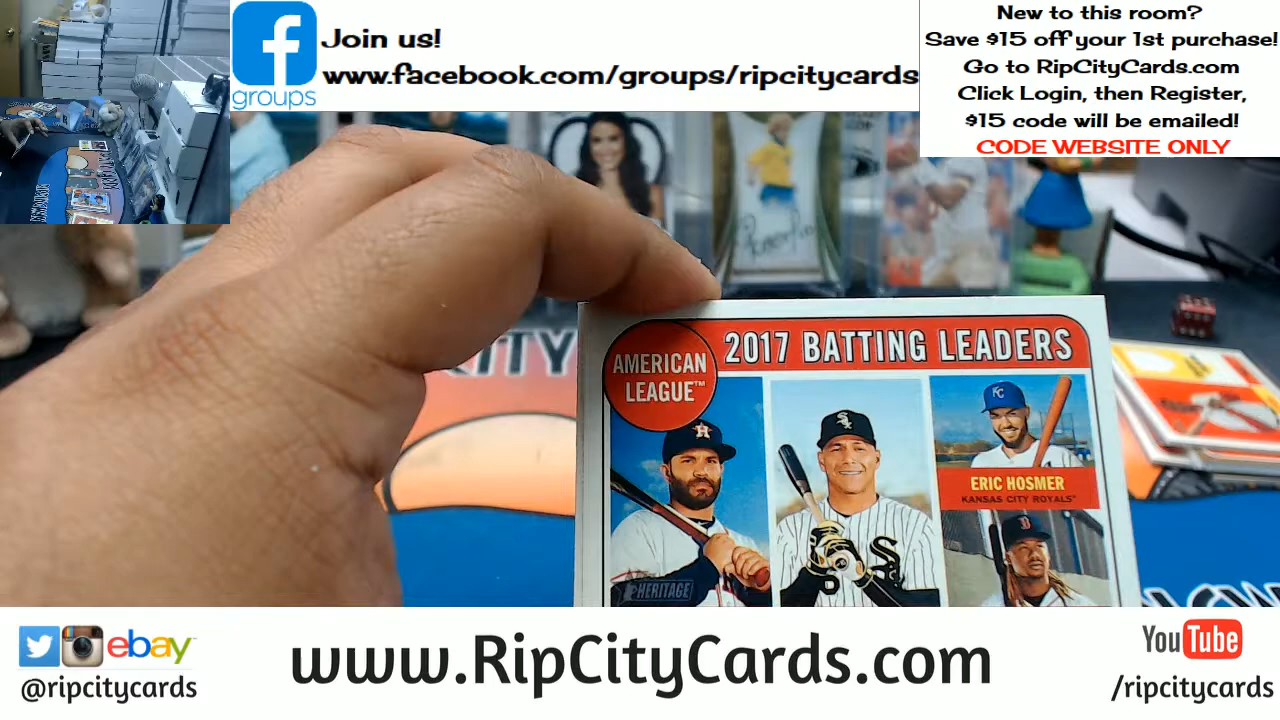 groups
Join us!
www.facebook.com/groups/ripcitycards
New to this room?
Save $15 off your 1st purchase!
Go to RipCityCards.com
Click Login, then Register,
$15 code will be emailed!
CODE WEBSITE ONLY
AMERICAN
LEAGUE™
2017 BATTING LEADERS
ERIC HOSMER
KANSAS CITY ROYALS
HERITAGE
ebay
@ripcitycards
www.RipCityCards.com
YouTube
/ripcitycards